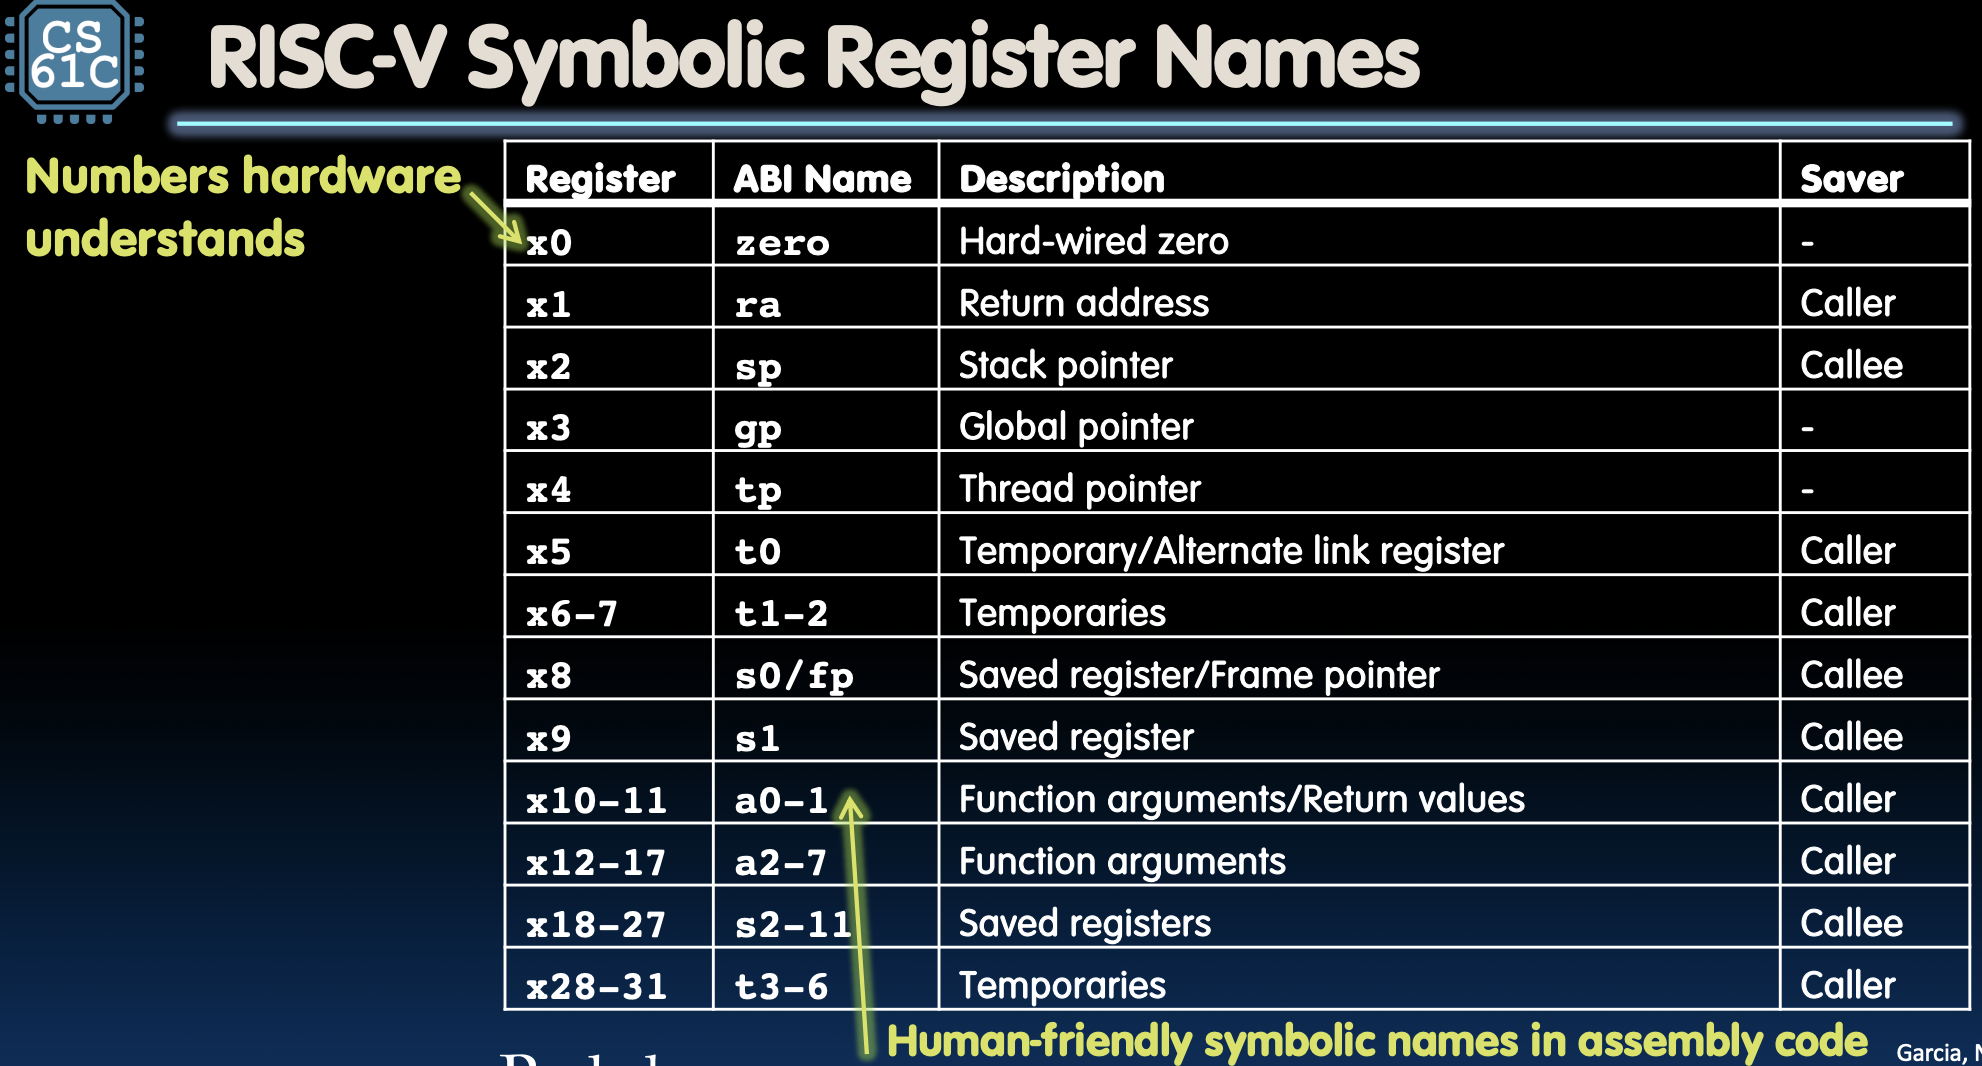 CS
61C
RISC-V Symbolic Register Names
Numbers hardware
understands
Register ABI Name Description Saver
x0 zero Hard-wired zero -
x1 ra Return address Caller
x2 sp Stack pointer Callee
x3 gp Global pointer -
x4 tp Thread pointer -
x5 t0 Temporary/Alternate link register Caller
x6-7 t1-2 Temporaries Caller
x8 s0/fp Saved register/Frame pointer Callee
x9 s1 Saved register Callee
x10-11 a0-1 Function arguments/Return values Caller
x12-17 a2-7 Function arguments Caller
x18-27 s2-11 Saved registers Callee
x28-31 t3-6 Temporaries Caller
Human-friendly symbolic names in assembly code
Garcia,